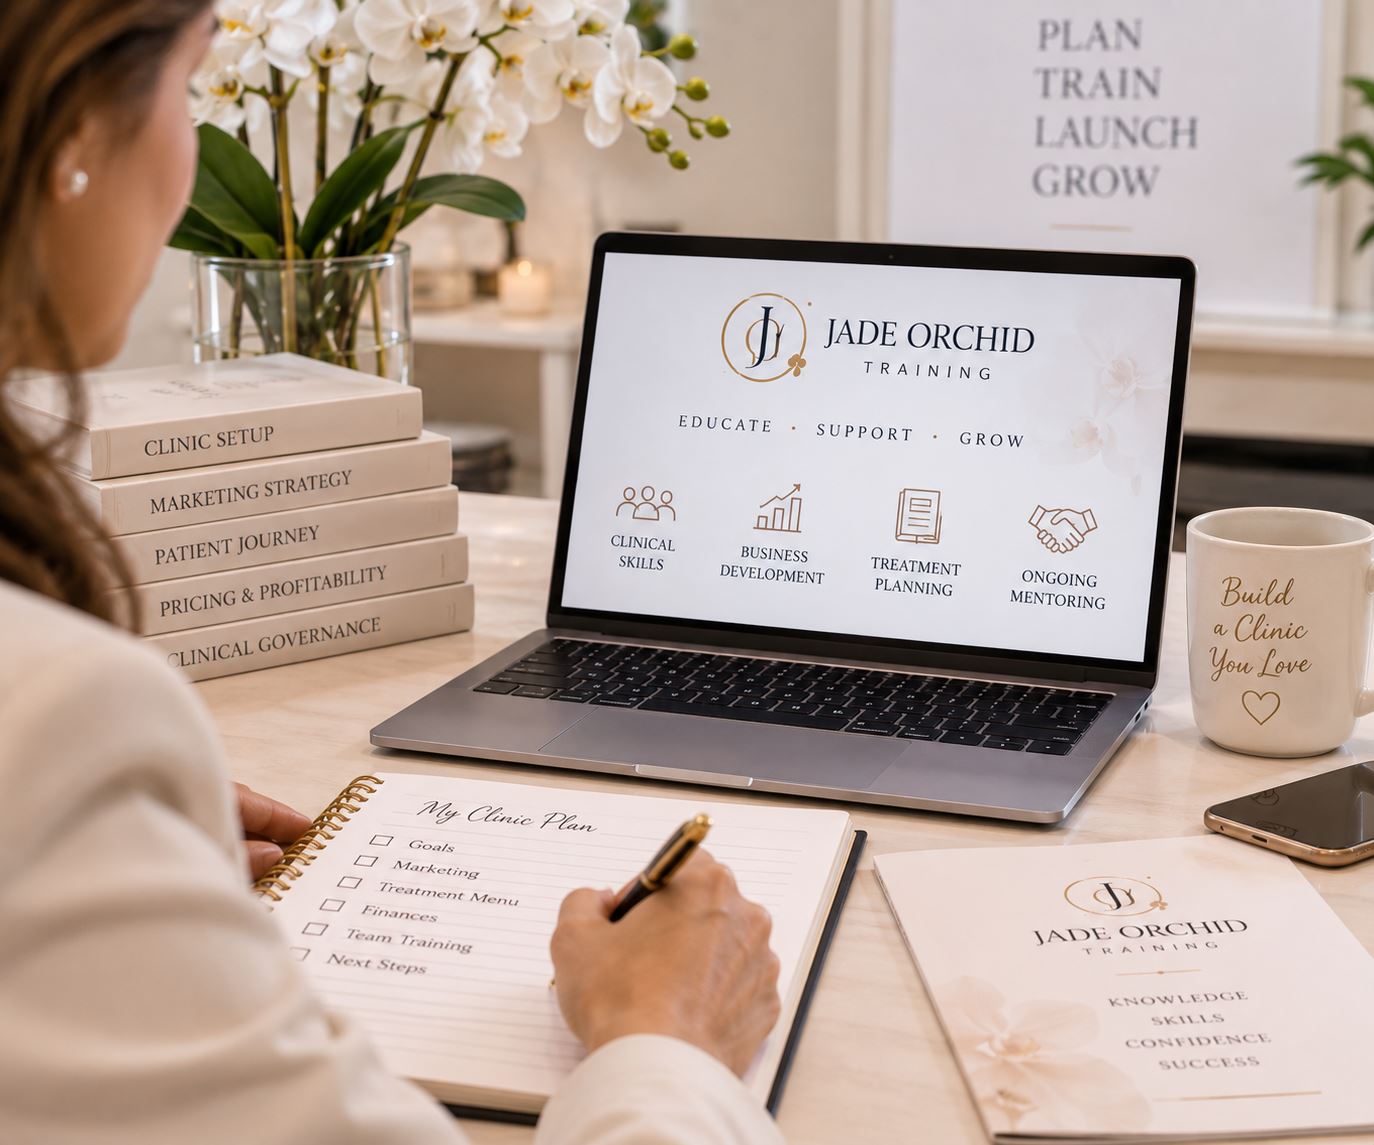 PLAN
TRAIN
LAUNCH
GROW
JADE ORCHID
TRAINING
EDUCATE · SUPPORT · GROW
CLINICAL
SKILLS
BUSINESS
DEVELOPMENT
TREATMENT
PLANNING
ONGOING
MENTORING
CLINIC SETUP
MARKETING STRATEGY
PATIENT JOURNEY
PRICING & PROFITABILITY
CLINICAL GOVERNANCE
Build
a Clinic
You Love
My Clinic Plan
Goals
Marketing
Treatment Menu
Finances
Team Training
Next Steps
JADE ORCHID
TRAINING
KNOWLEDGE
SKILLS
CONFIDENCE
SUCCESS